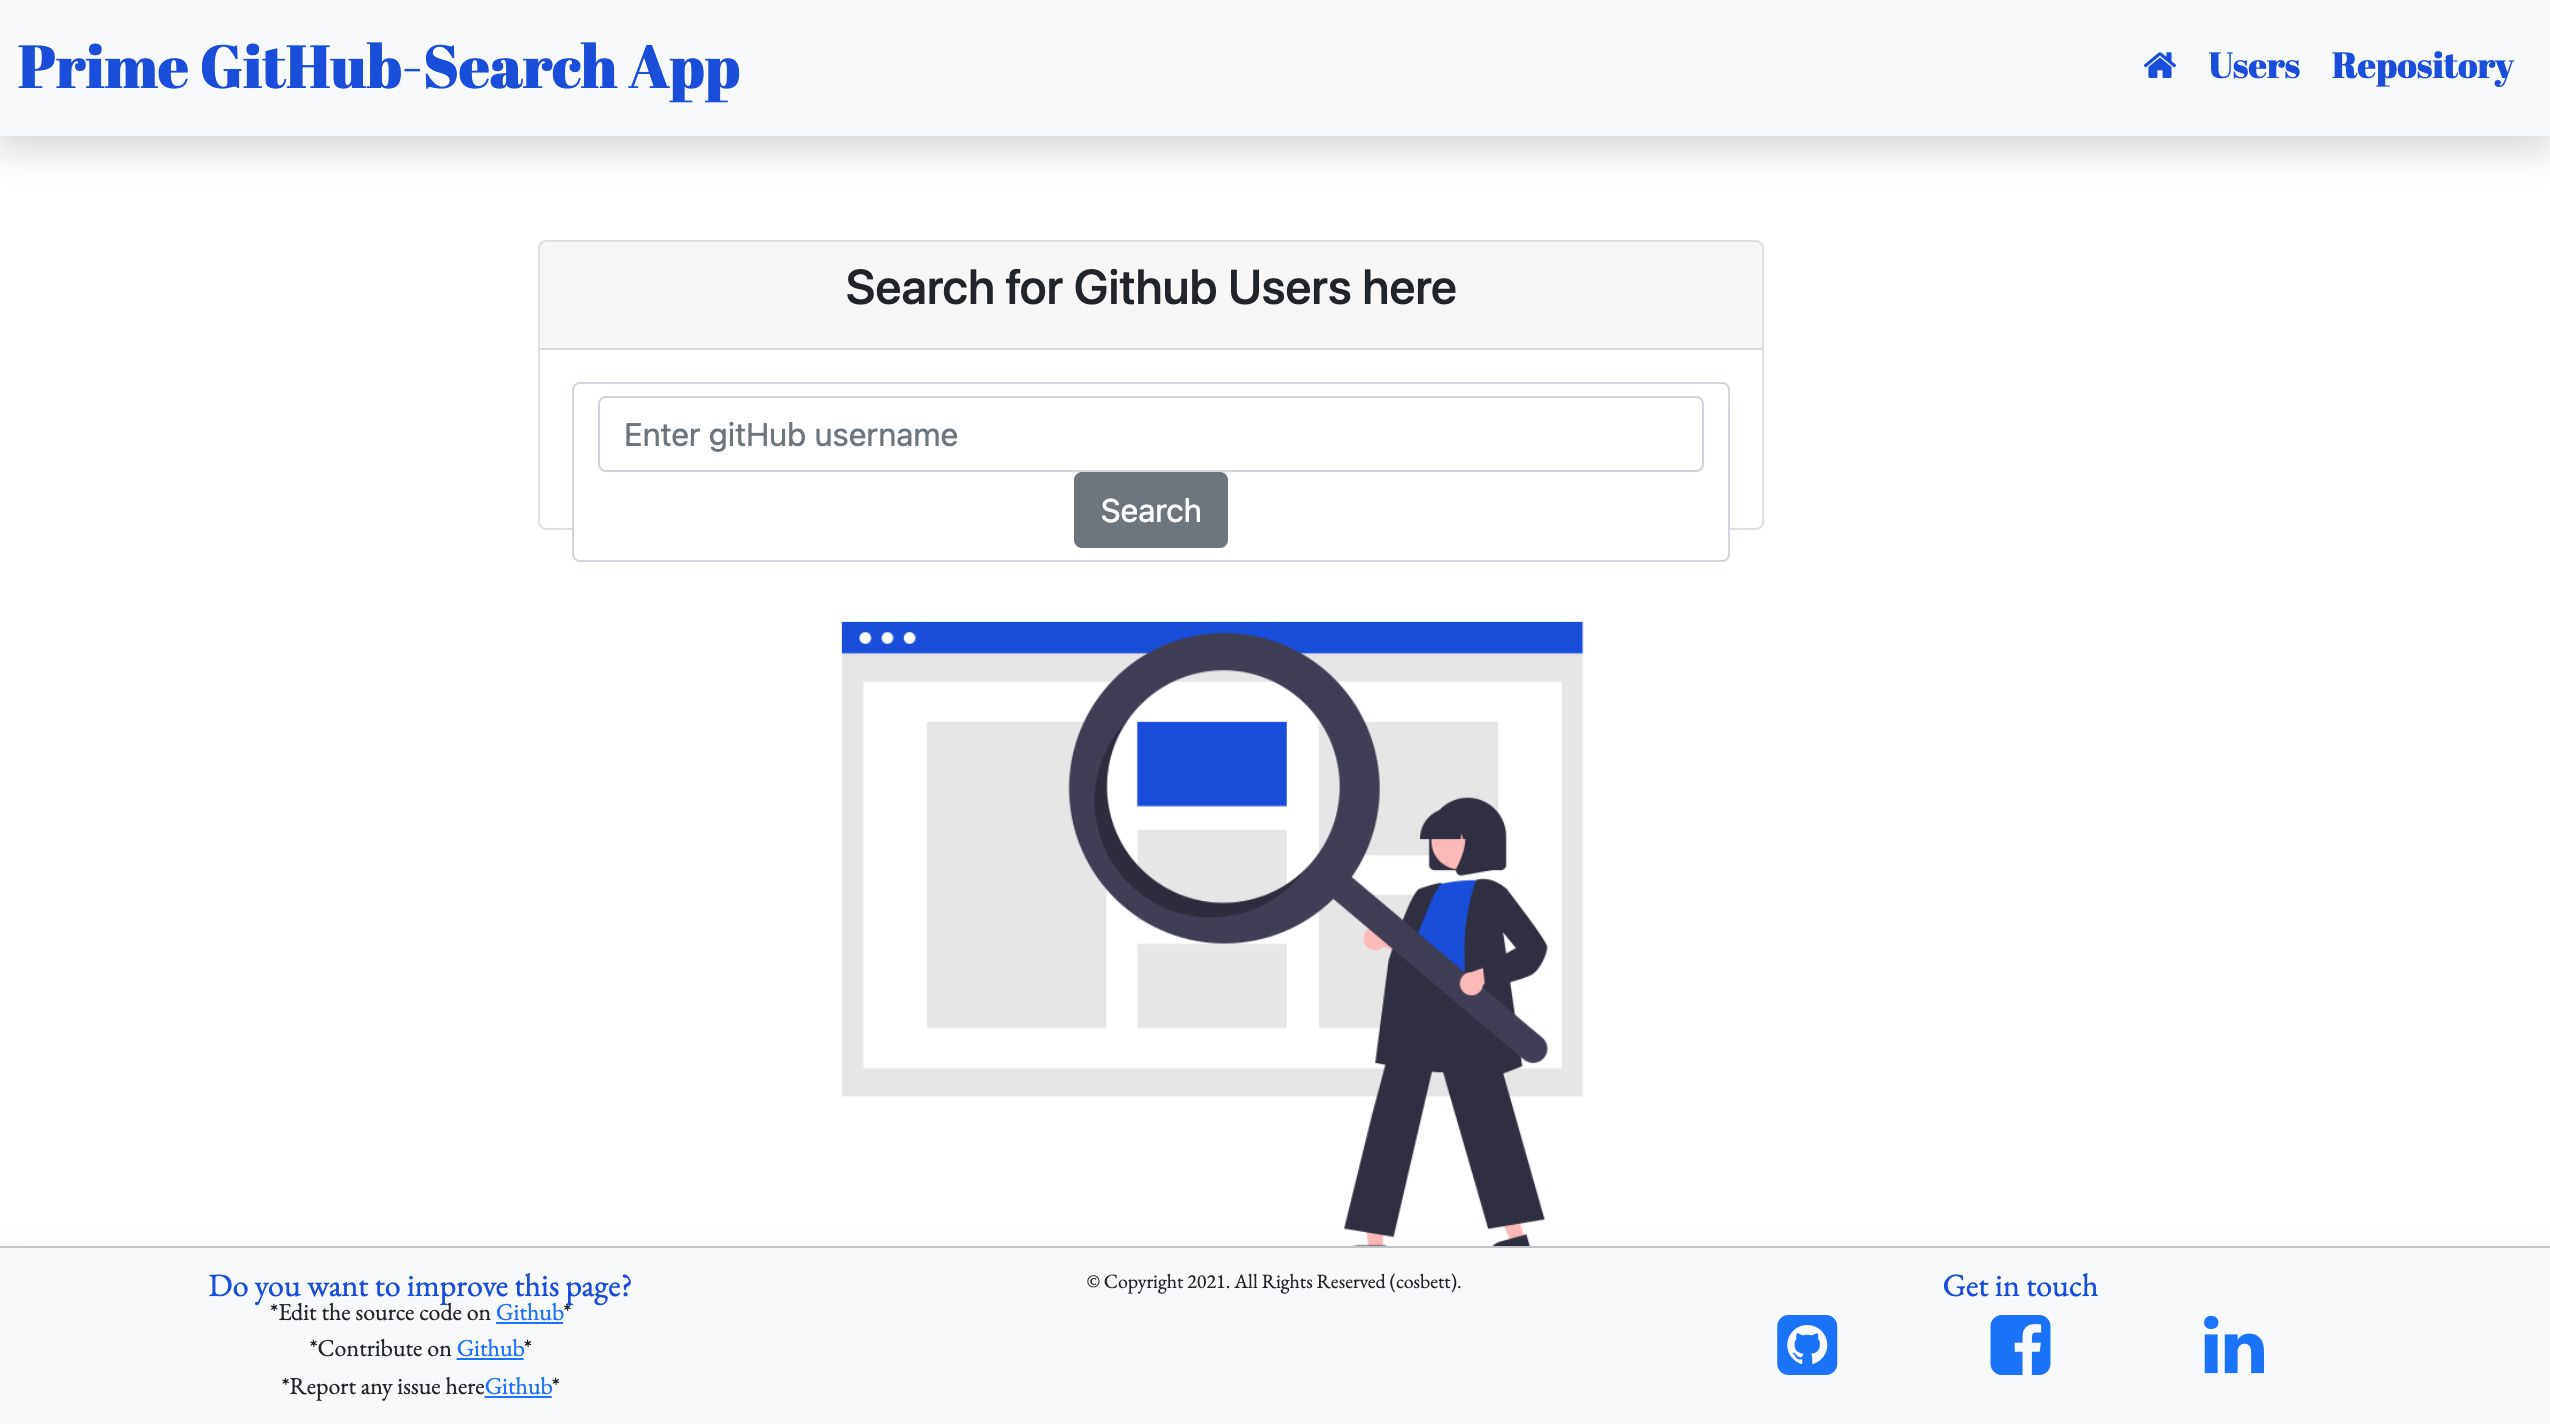 Prime GitHub-Search App
Users Repository
Search for Github Users here
Enter gitHub username
Search
Do you want to improve this page?
*Edit the source code on Github*
*Contribute on Github*
*Report any issue hereGithub*
© Copyright 2021. All Rights Reserved (cosbett).
Get in touch
in